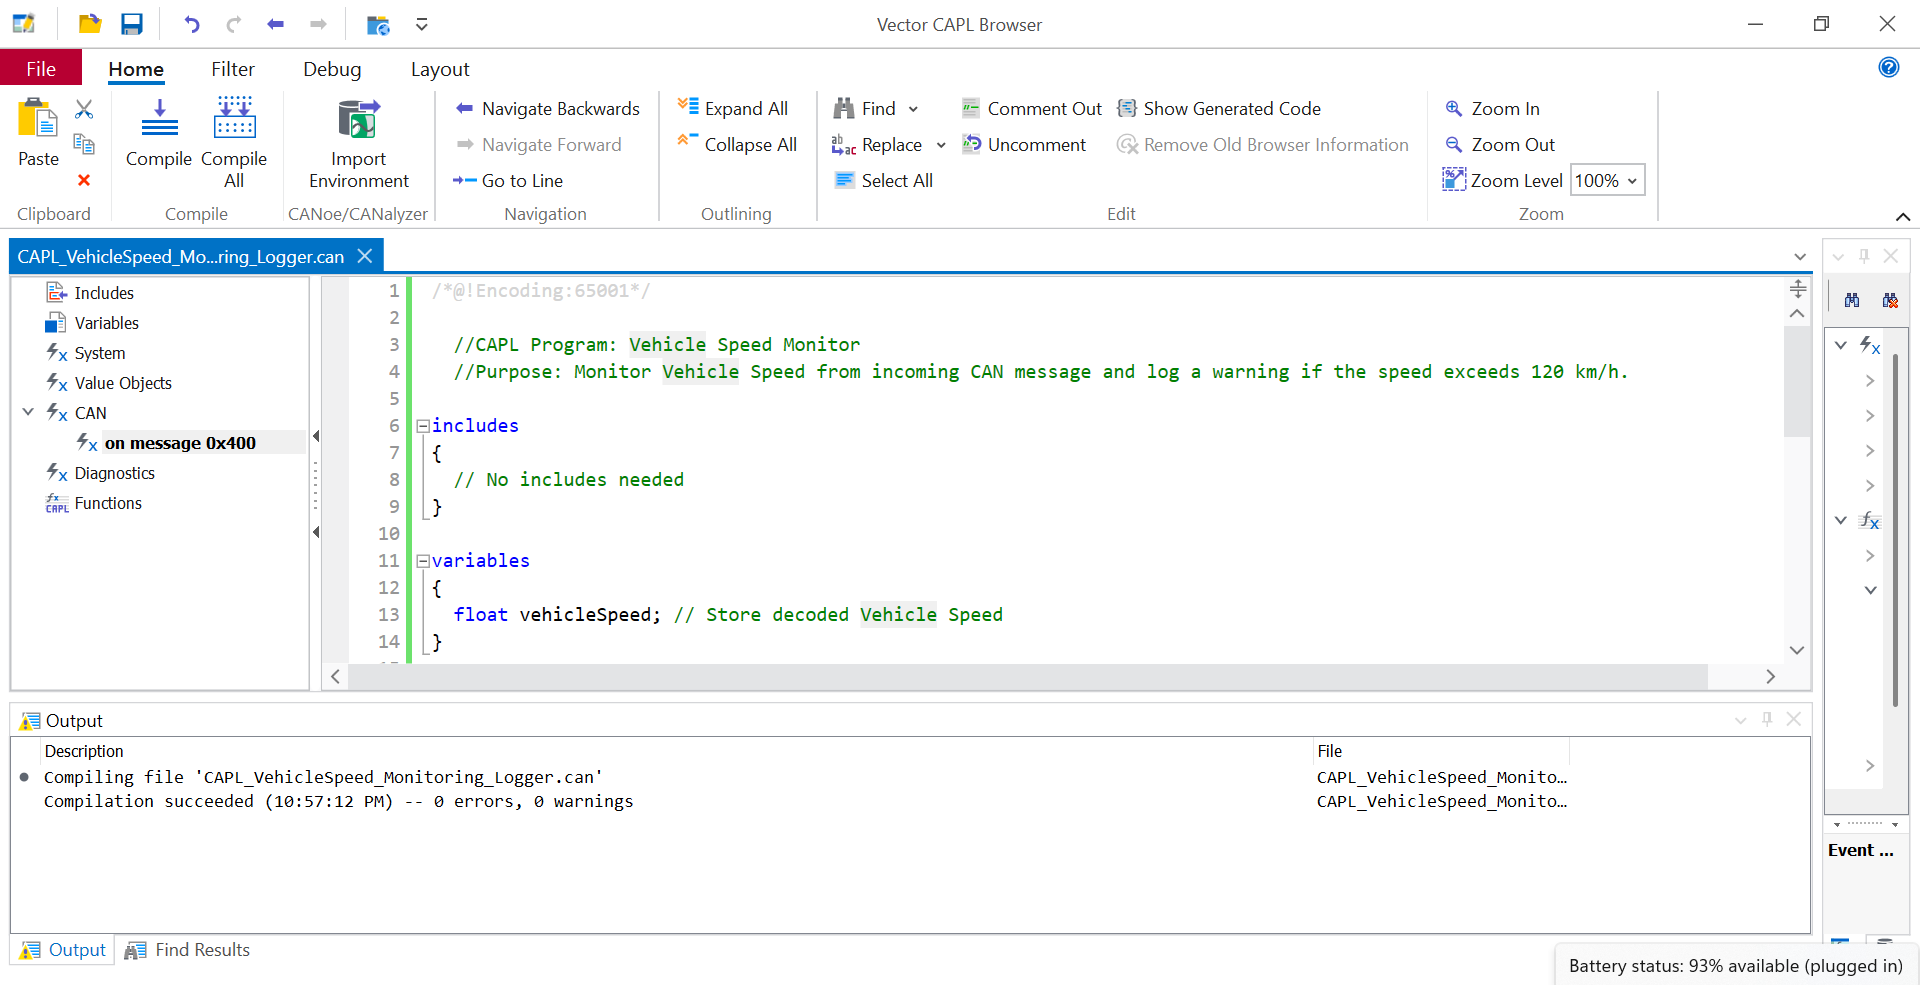 Vector CAPL Browser
File
Home
Filter
Debug
Layout
Paste
Clipboard
Compile
Compile All
Compile
Import Environment
CANoe/CANalyzer
Navigate Backwards
Navigate Forward
Go to Line
Navigation
Expand All
Collapse All
Outlining
Find
Replace
Select All
Comment Out
Uncomment
Show Generated Code
Remove Old Browser Information
Edit
Zoom In
Zoom Out
Zoom Level 100%
Zoom
CAPL_VehicleSpeed_Mo...ring_Logger.can
Includes
Variables
System
Value Objects
CAN
on message 0x400
Diagnostics
Functions
1 /*@!Encoding:65001*/
2
3 //CAPL Program: Vehicle Speed Monitor
4 //Purpose: Monitor Vehicle Speed from incoming CAN message and log a warning if the speed exceeds 120 km/h.
5
6 includes
7 {
8 // No includes needed
9 }
10
11 variables
12 {
13 float vehicleSpeed; // Store decoded Vehicle Speed
14 }
Output
Description File
Compiling file 'CAPL_VehicleSpeed_Monitoring_Logger.can' CAPL_VehicleSpeed_Monito...
Compilation succeeded (10:57:12 PM) -- 0 errors, 0 warnings CAPL_VehicleSpeed_Monito...
Event ...
Output
Find Results
Battery status: 93% available (plugged in)